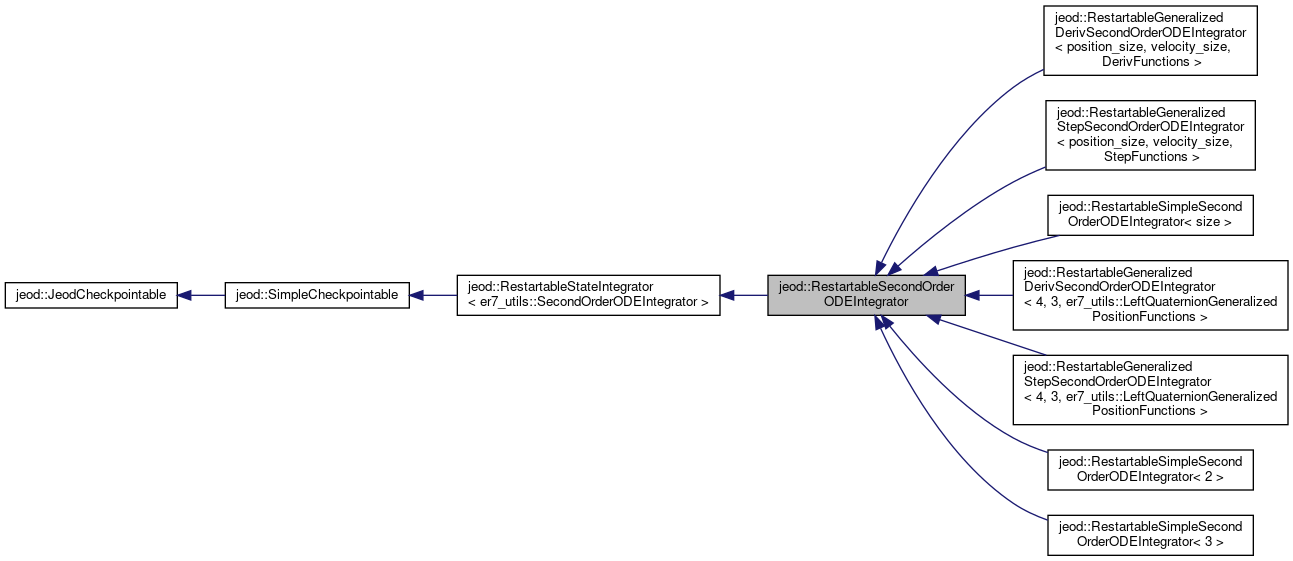 jeod::RestartableGeneralized
DerivSecondOrderODEIntegrator
< position_size, velocity_size,
DerivFunctions >
jeod::RestartableGeneralized
StepSecondOrderODEIntegrator
< position_size, velocity_size,
StepFunctions >
jeod::RestartableSimpleSecond
OrderODEIntegrator< size >
jeod::JeodCheckpointable
jeod::SimpleCheckpointable
jeod::RestartableStateIntegrator
< er7_utils::SecondOrderODEIntegrator >
jeod::RestartableSecondOrder
ODEIntegrator
jeod::RestartableGeneralized
DerivSecondOrderODEIntegrator
< 4, 3, er7_utils::LeftQuaternionGeneralized
PositionFunctions >
jeod::RestartableGeneralized
StepSecondOrderODEIntegrator
< 4, 3, er7_utils::LeftQuaternionGeneralized
PositionFunctions >
jeod::RestartableSimpleSecond
OrderODEIntegrator< 2 >
jeod::RestartableSimpleSecond
OrderODEIntegrator< 3 >